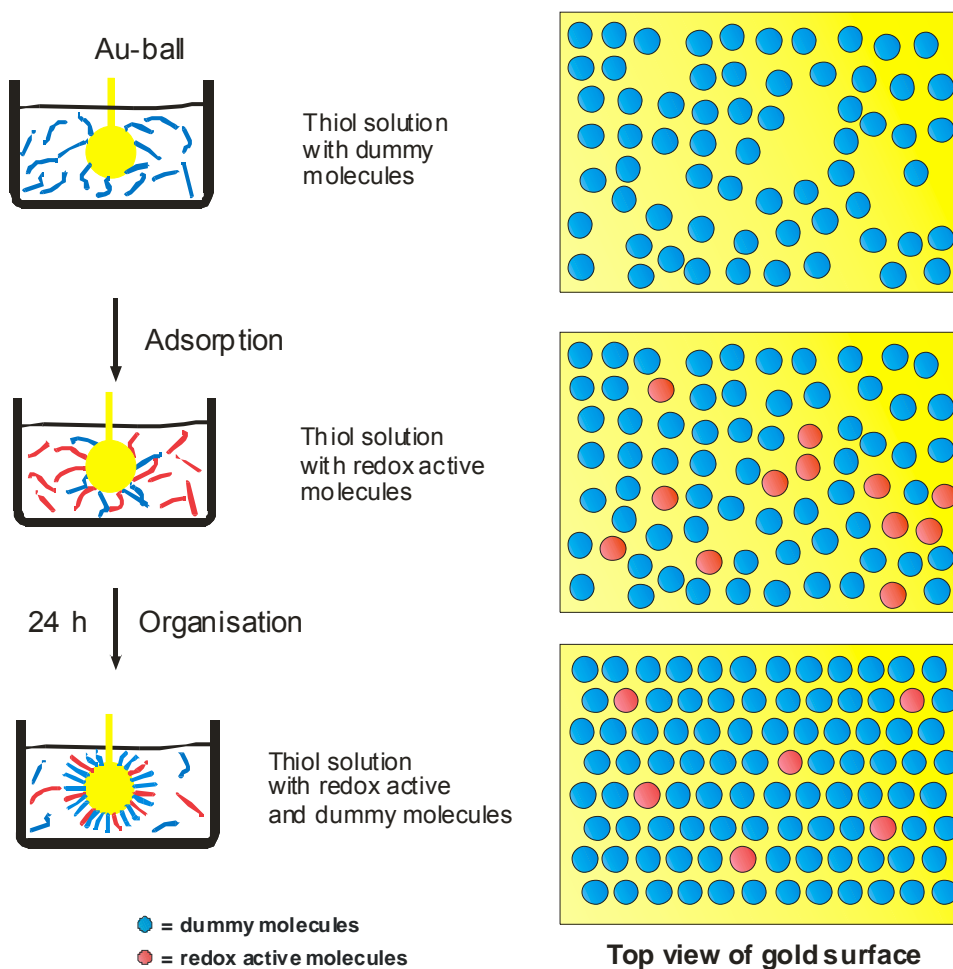 Au-ball
Thiol solution
with dummy
molecules
Adsorption
Thiol solution
with redox active
molecules
24 h
Organisation
Thiol solution
with redox active
and dummy molecules
= dummy molecules
= redox active molecules
Top view of gold surface